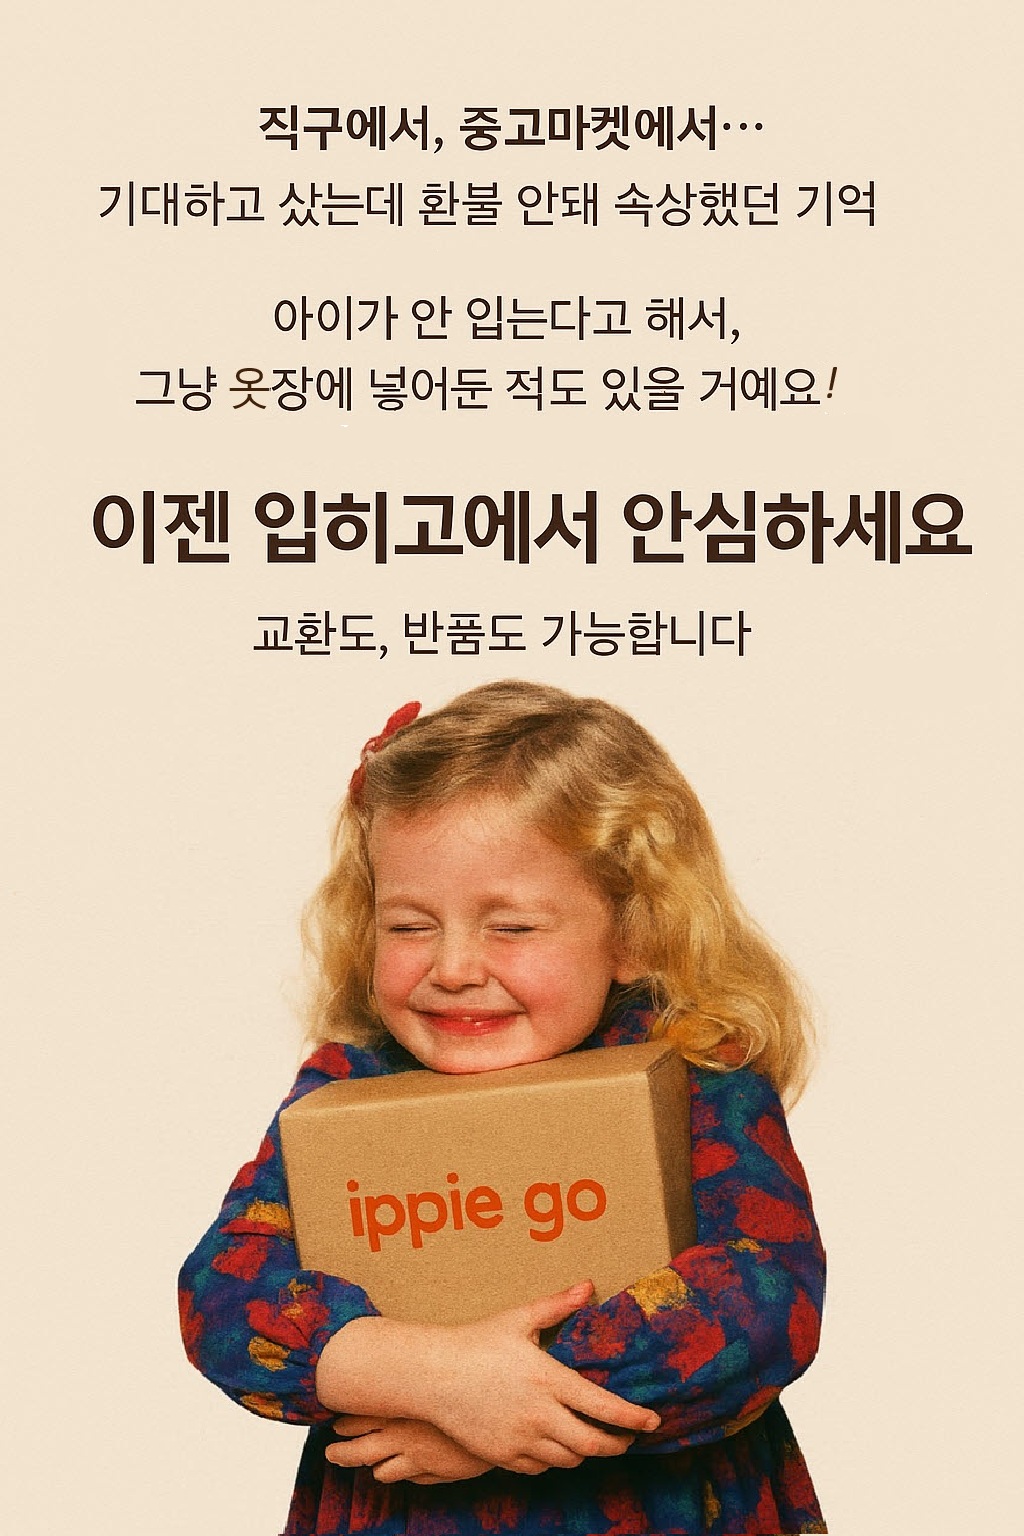 직구에서, 중고마켓에서…
기대하고 샀는데 환불 안돼 속상했던 기억
아이가 안 입는다고 해서,
그냥 옷장에 넣어둔 적도 있을 거예요!
이젠 입히고에서 안심하세요
교환도, 반품도 가능합니다
ippie go